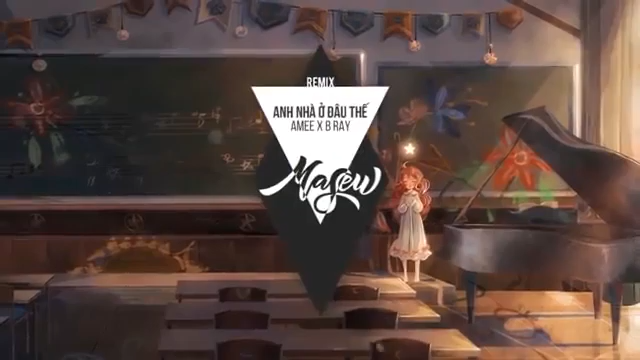 REMIX
ANH NHÀ Ở ĐÂU THẾ
AMEE X B RAY
Masew